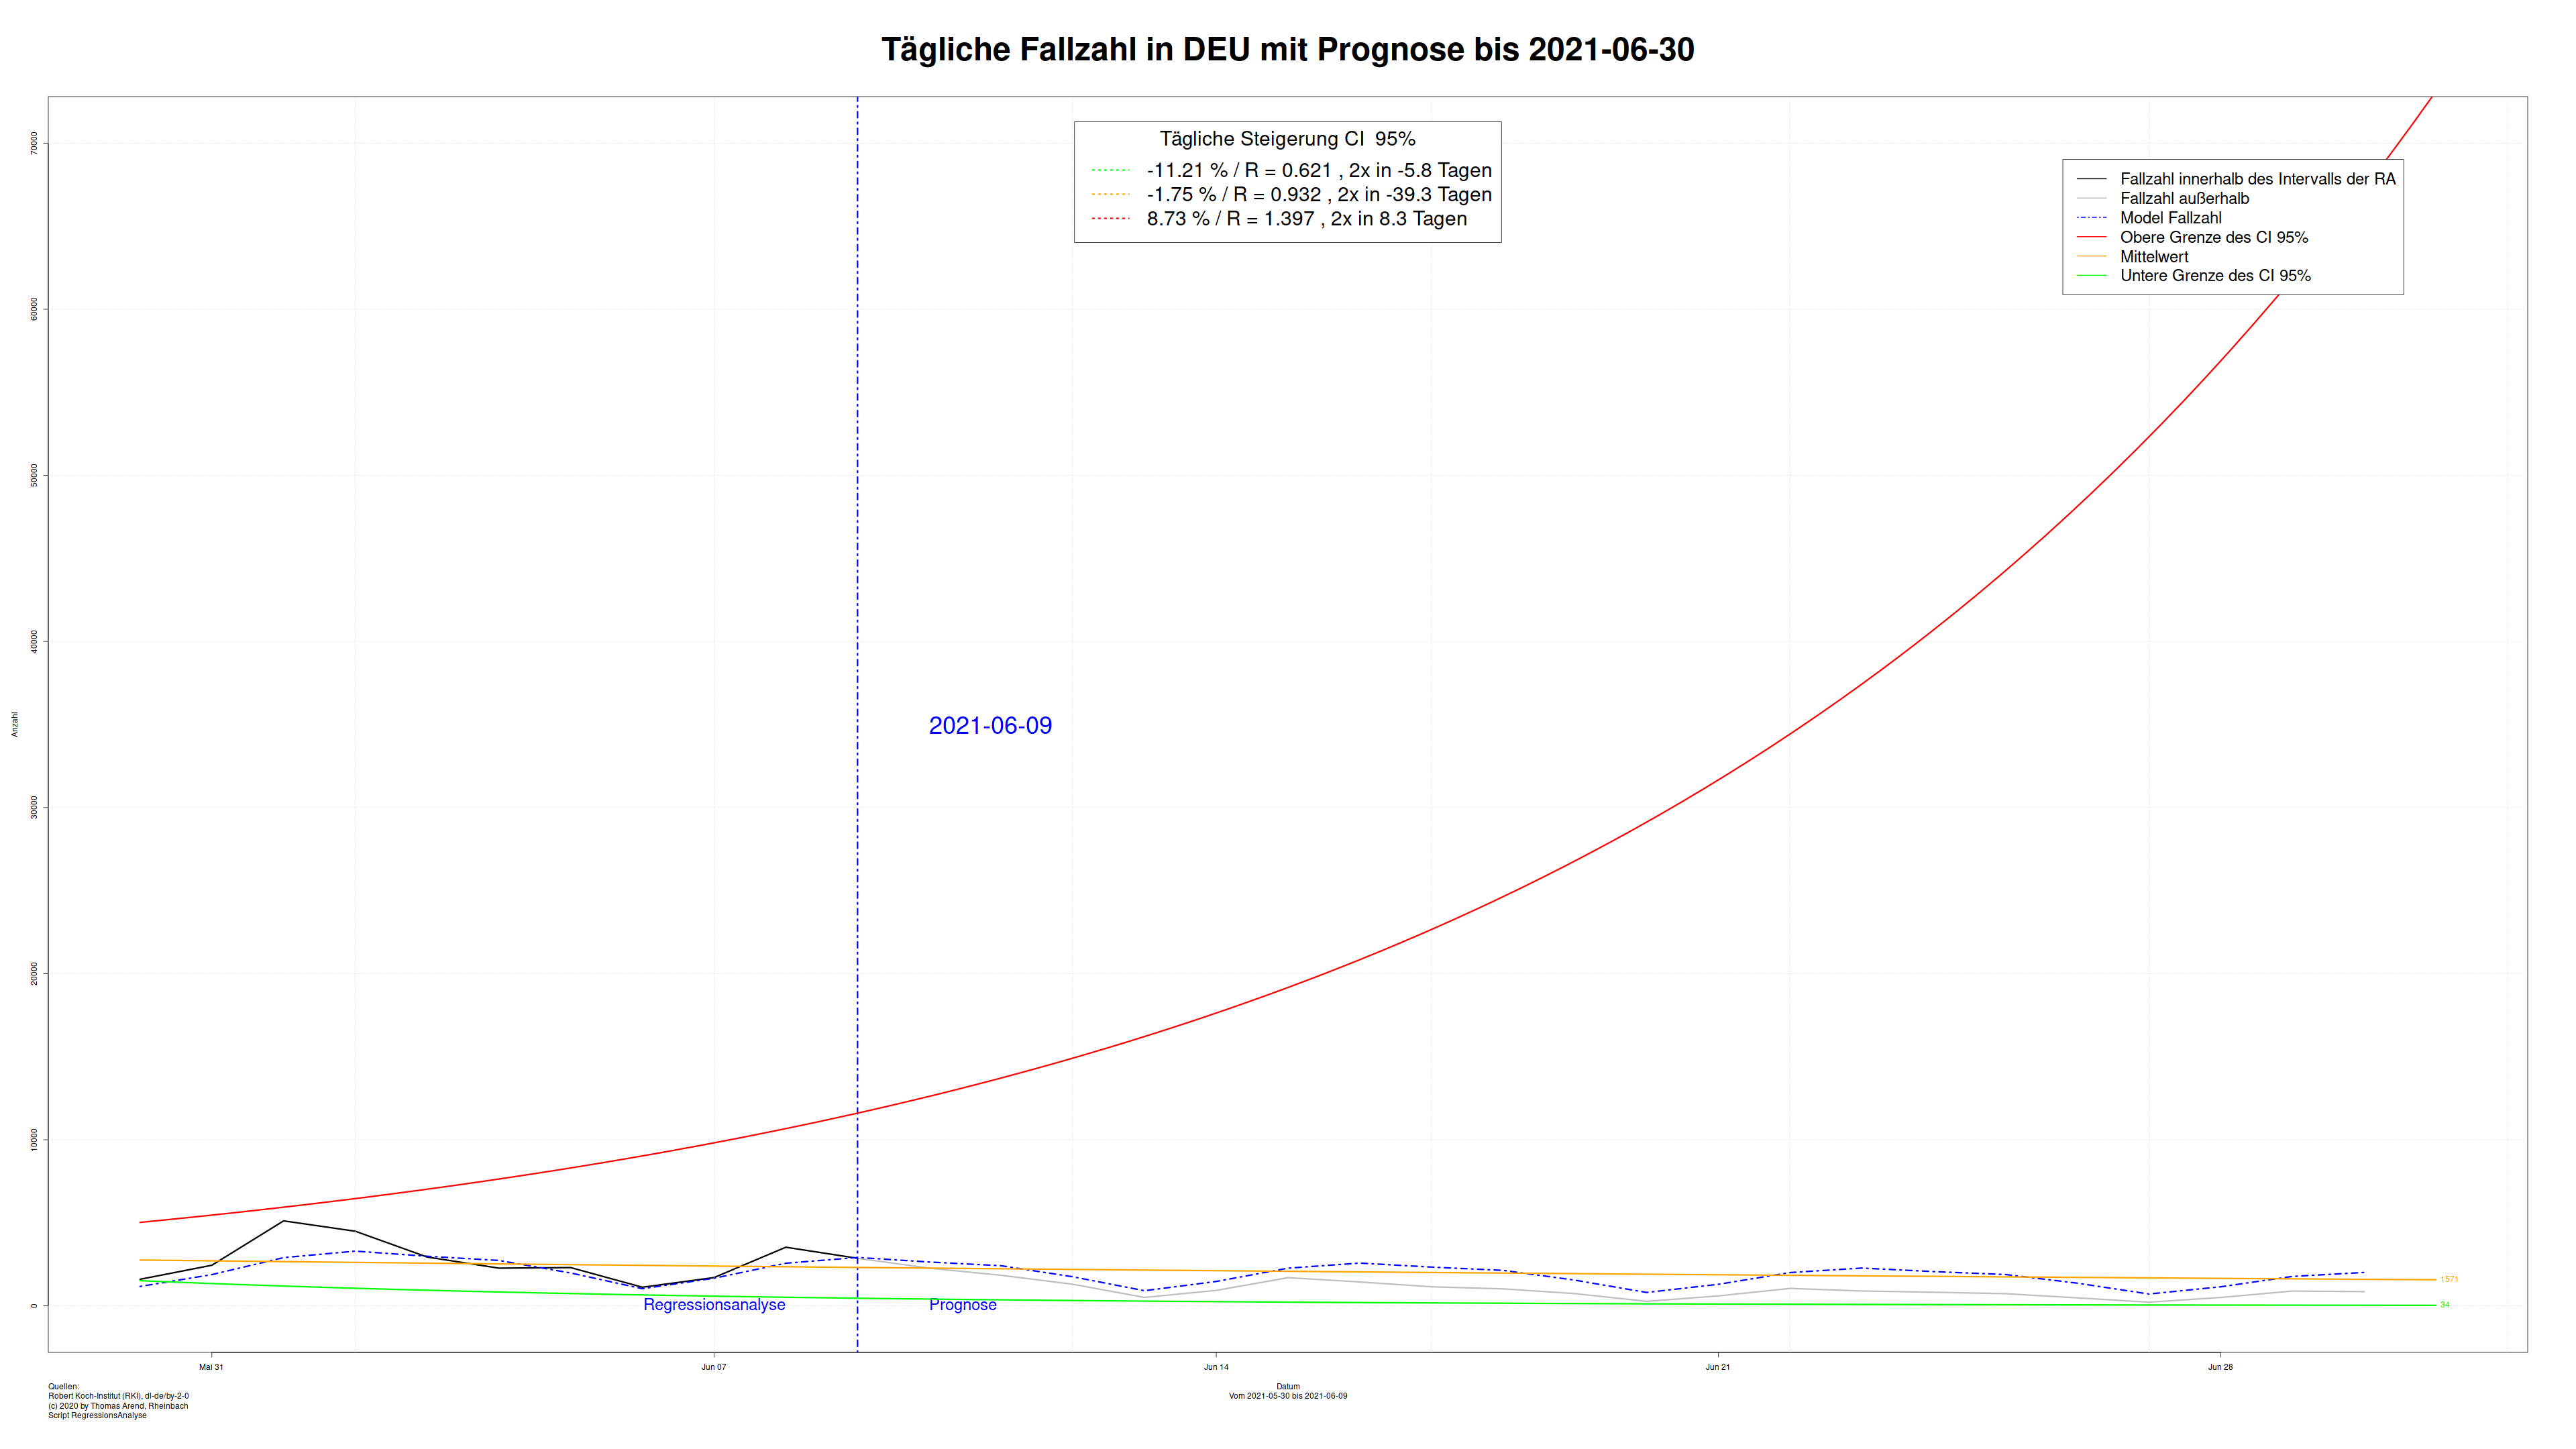 Tägliche Fallzahl in DEU mit Prognose bis 2021-06-30
Tägliche Steigerung CI  95%
-11.21 % / R = 0.621 , 2x in -5.8 Tagen
-1.75 % / R = 0.932 , 2x in -39.3 Tagen
8.73 % / R = 1.397 , 2x in 8.3 Tagen
Fallzahl innerhalb des Intervalls der RA
Fallzahl außerhalb
Model Fallzahl
Obere Grenze des CI 95%
Mittelwert
Untere Grenze des CI 95%
70000
60000
50000
40000
30000
20000
10000
0
Anzahl
2021-06-09
Regressionsanalyse
Prognose
1571
34
Mai 31
Jun 07
Jun 14
Jun 21
Jun 28
Datum
Vom 2021-05-30 bis 2021-06-09
Quellen:
Robert Koch-Institut (RKI), dl-de/by-2-0
(c) 2020 by Thomas Arend, Rheinbach
Script RegressionsAnalyse